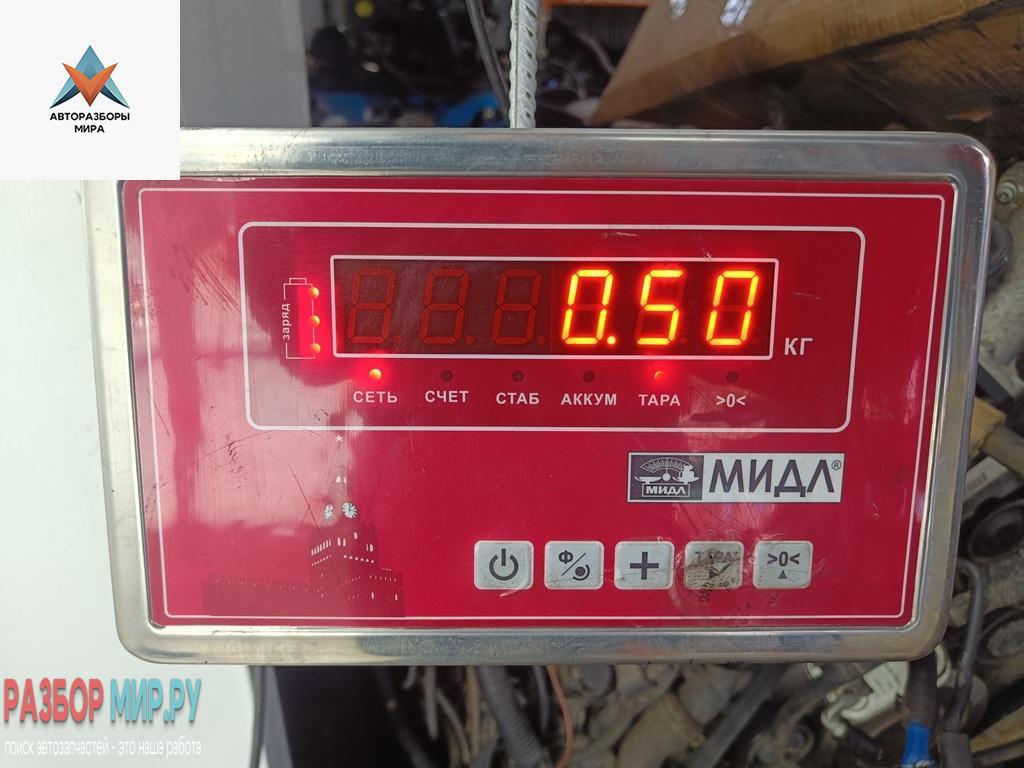 АВТОРАЗБОРЫ
МИРА
заряд
0.50
КГ
СЕТЬ СЧЕТ СТАБ АККУМ ТАРА >0<
МИДЛ МИДЛ®
Ф + ТАРА >0<
РАЗБОР МИР.РУ
поиск автозапчастей - это наша работа